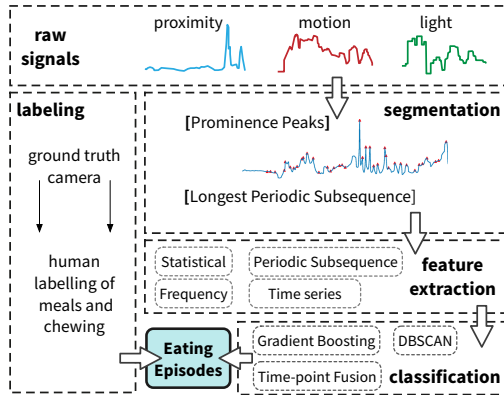 raw
signals
proximity
motion
light
labeling
ground truth
camera
human
labelling of
meals and
chewing
segmentation
[Prominence Peaks]
[Longest Periodic Subsequence]
Statistical
Periodic Subsequence
Frequency
Time series
feature
extraction
Eating
Episodes
Gradient Boosting
DBSCAN
Time-point Fusion
classification